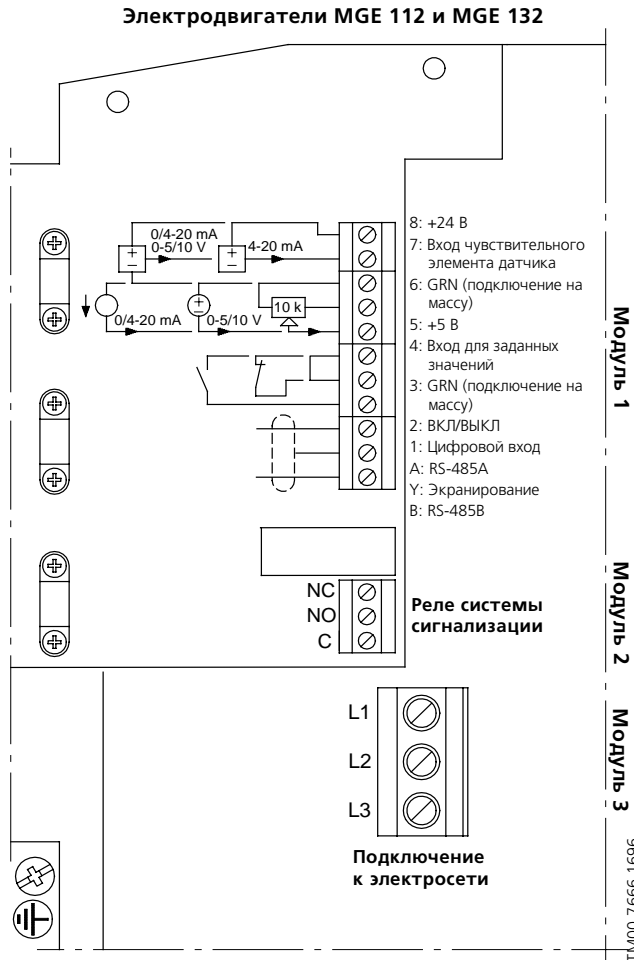 Электродвигатели MGE 112 и MGE 132
0/4-20 mA
0-5/10 V
4-20 mA
0/4-20 mA
0-5/10 V
10 k
8: +24 В
7: Вход чувствительного
элемента датчика
6: GRN (подключение на
массу)
5: +5 В
4: Вход для заданных
значений
3: GRN (подключение на
массу)
2: ВКЛ/ВЫКЛ
1: Цифровой вход
A: RS-485A
Y: Экранирование
B: RS-485B
Модуль 1
NC
NO
C
Реле системы
сигнализации
Модуль 2
L1
L2
L3
Подключение
к электросети
Модуль 3
TM00 7666 1696